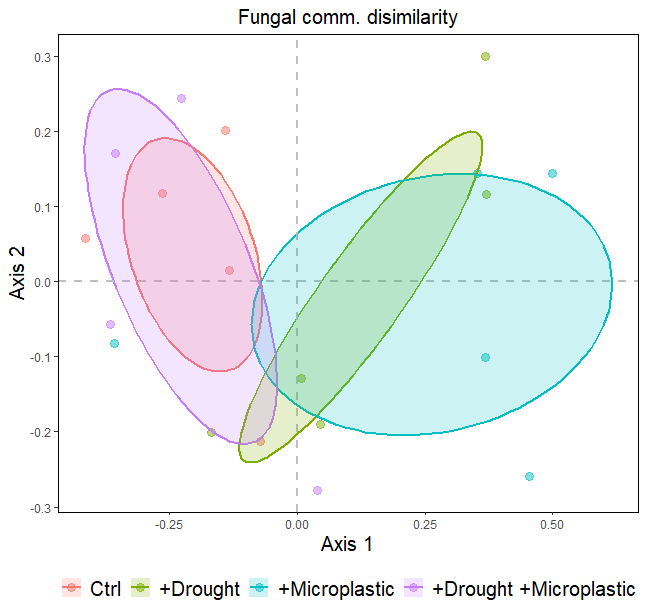 Fungal comm. disimilarity
Axis 2
0.3
0.2
0.1
0.0
-0.1
-0.2
-0.3
-0.25 0.00 0.25 0.50
Axis 1
Ctrl +Drought +Microplastic +Drought +Microplastic